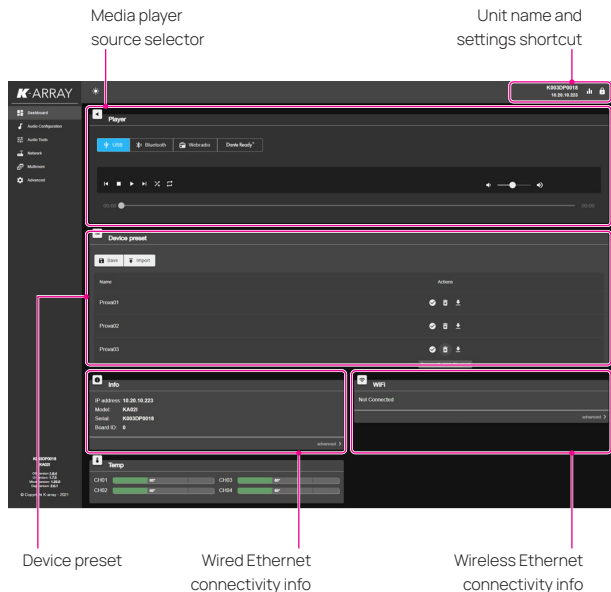 Media player
source selector
Unit name and
settings shortcut
K-ARRAY
K003DP0018
10.20.10.223
Dashboard
Audio Configuration
Audio Tools
Network
Multiroom
Advanced
Player
USB
Bluetooth
Webradio
Dante Ready™
00:00
00:00
Device preset
Save
Import
Name
Actions
Prova01
Prova02
Prova03
Info
IP address: 10.20.10.223
Model: KA02I
Serial: K003DP0018
Board ID: 0
advanced >
WiFi
Not Connected
advanced >
Temp
CH01
CH03
CH02
CH04
K003DP0018
KA02I
© Copyright K-array - 2021
Device preset
Wired Ethernet
connectivity info
Wireless Ethernet
connectivity info